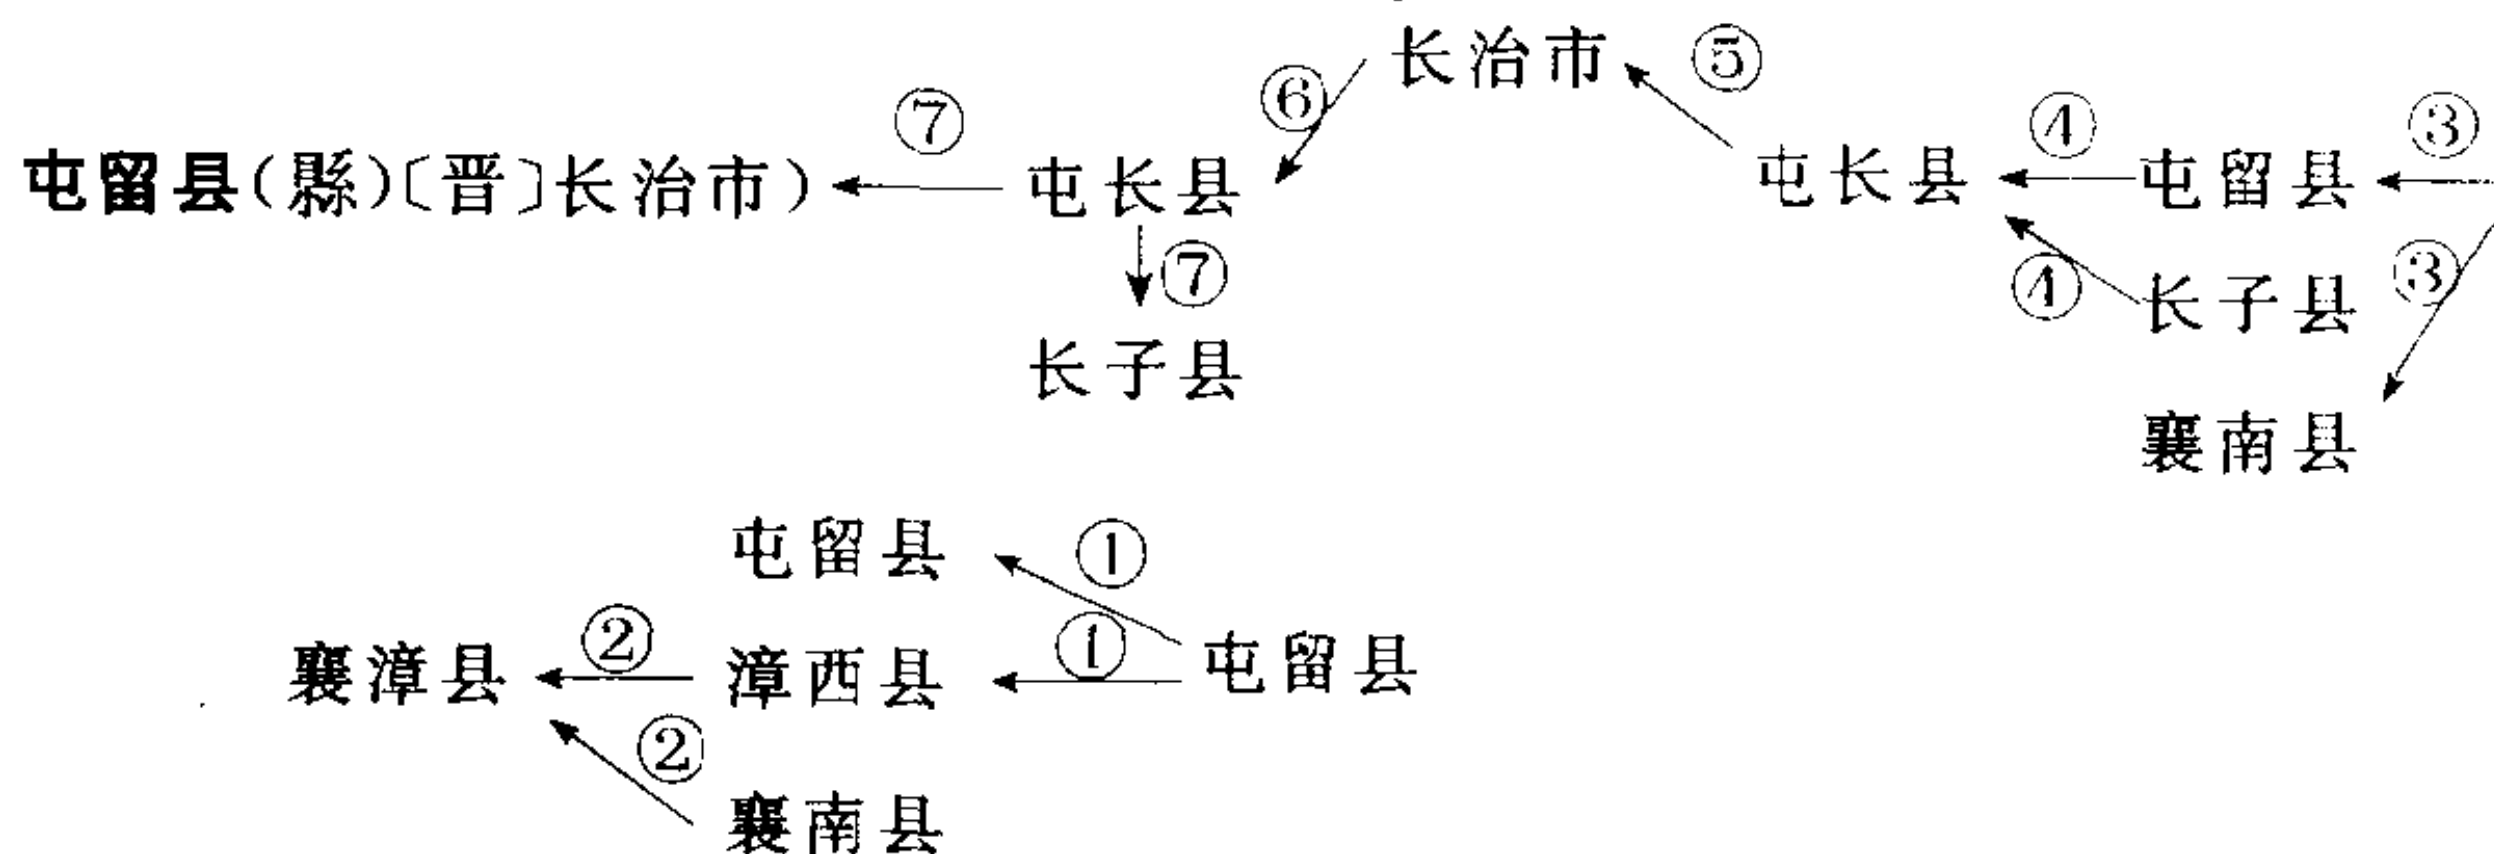 长治市 ⑤
⑦ ⑥ ④ ③
屯留县(縣)〔晋〕长治市) 屯长县 屯长县 屯留县
⑦ ④ 长子县 ③
长子县
襄南县
屯留县 ①
② ①
襄漳县 漳西县 屯留县
②
襄南县